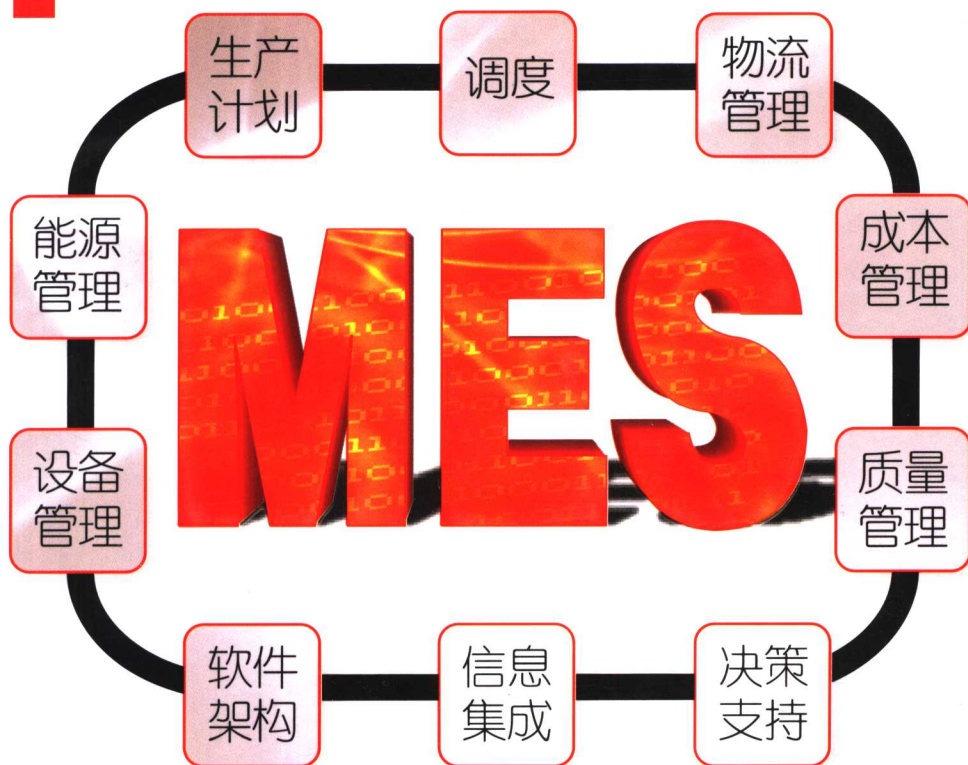 生产
计划
调度
物流
管理
能源
管理
MES
成本
管理
设备
管理
质量
管理
软件
架构
信息
集成
决策
支持